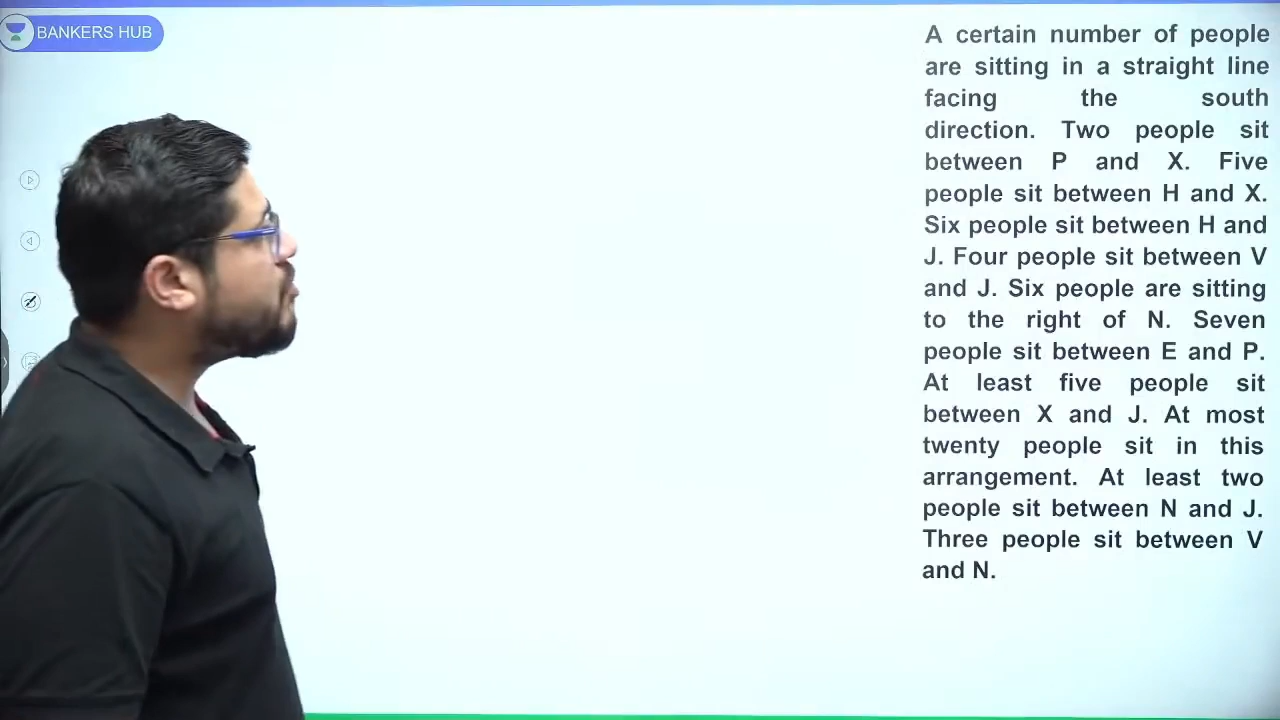 BANKERS HUB
A certain number of people
are sitting in a straight line
facing the south
direction. Two people sit
between P and X. Five
people sit between H and X.
Six people sit between H and
J. Four people sit between V
and J. Six people are sitting
to the right of N. Seven
people sit between E and P.
At least five people sit
between X and J. At most
twenty people sit in this
arrangement. At least two
people sit between N and J.
Three people sit between V
and N.